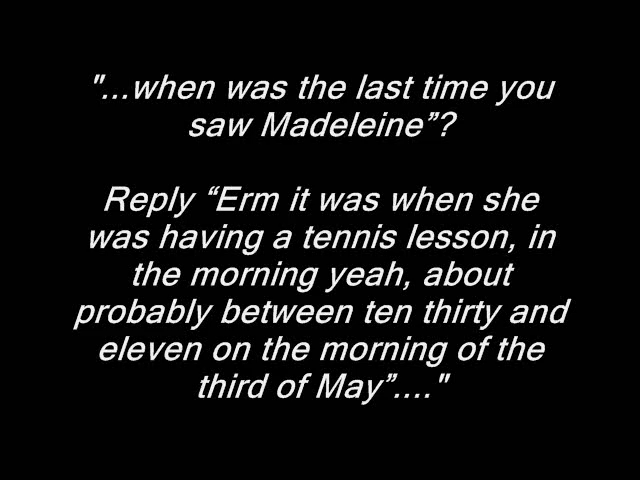 "...when was the last time you
saw Madeleine”?
Reply “Erm it was when she
was having a tennis lesson, in
the morning yeah, about
probably between ten thirty and
eleven on the morning of the
third of May”...."